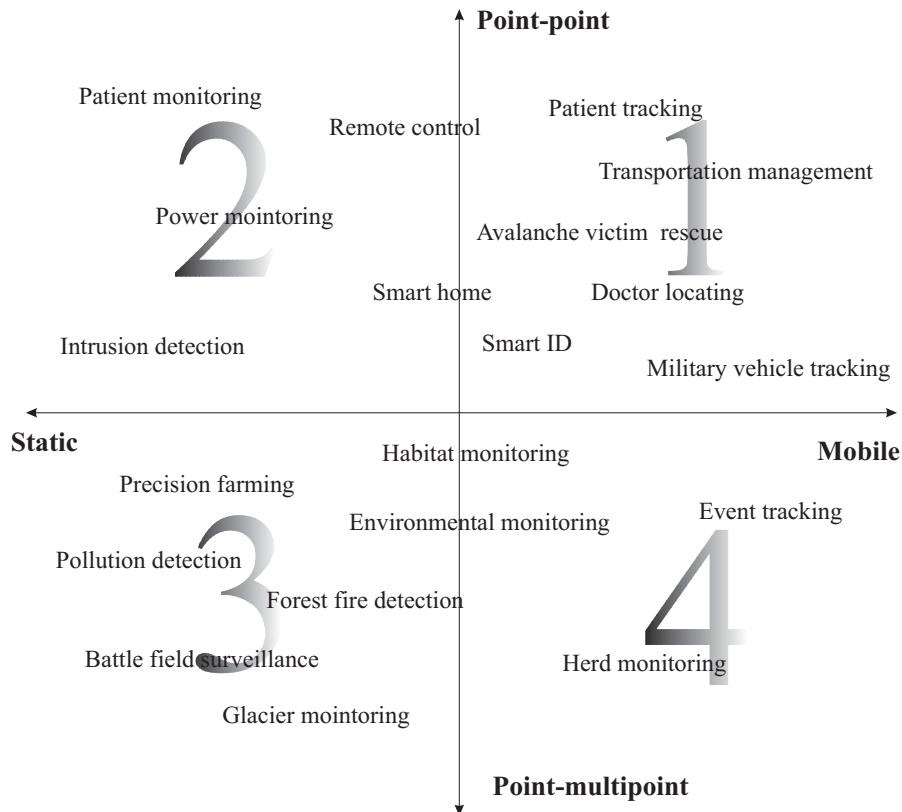 Point-point
Patient monitoring
Patient tracking
Remote control
2
1
Transportation management
Power mointoring
Avalanche victim rescue
Smart home
Doctor locating
Intrusion detection
Smart ID
Military vehicle tracking
Static
Mobile
Habitat monitoring
Precision farming
Event tracking
Environmental monitoring
Pollution detection
3
4
Forest fire detection
Battle field surveillance
Herd monitoring
Glacier mointoring
Point-multipoint